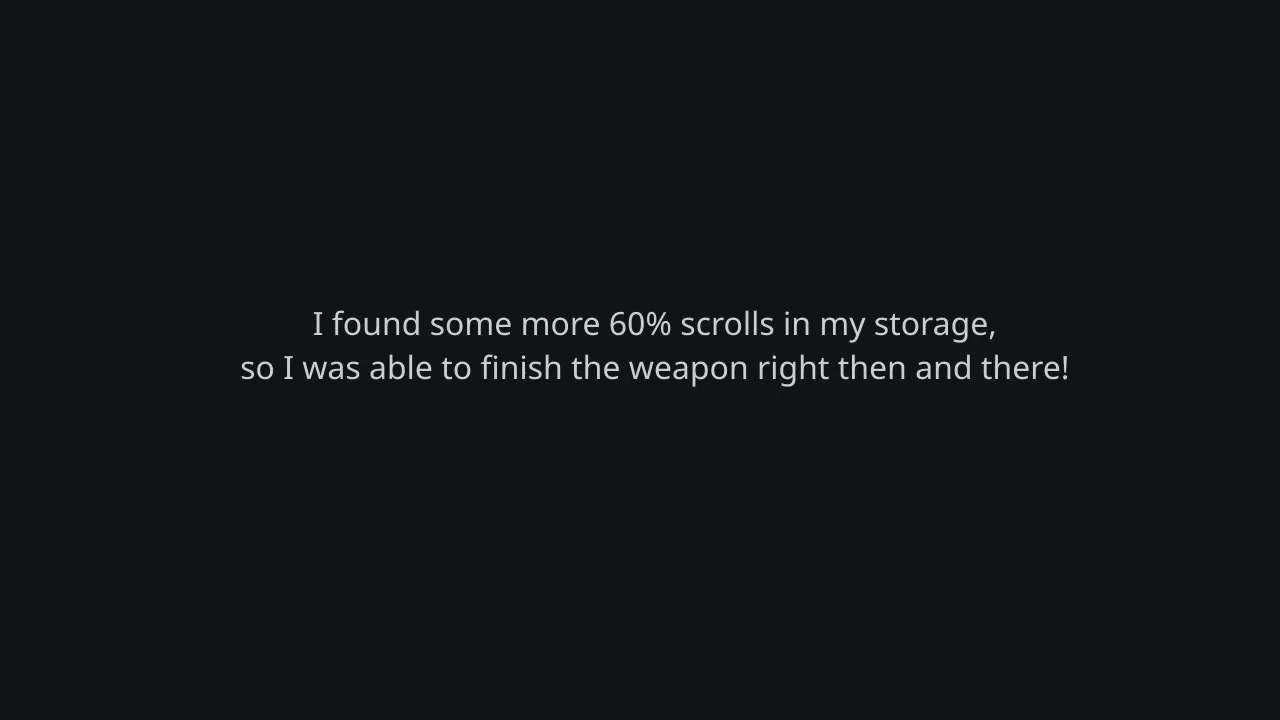 I found some more 60% scrolls in my storage,
so I was able to finish the weapon right then and there!